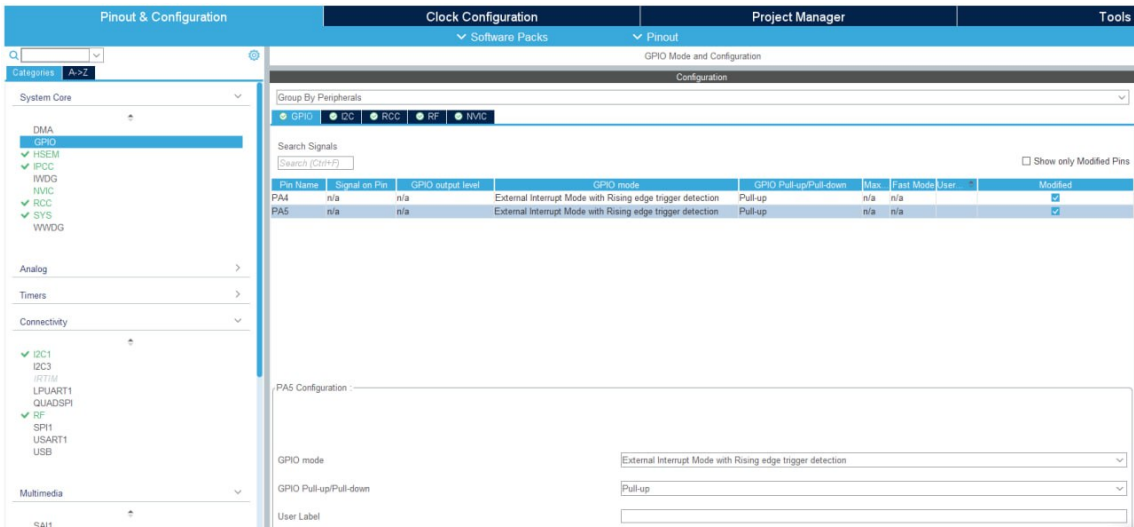 Pinout & Configuration
Clock Configuration
Project Manager
Tools
Software Packs
Pinout
Categories
A->Z
System Core
DMA
GPIO
HSEM
IPCC
IWDG
NVIC
RCC
SYS
WWDG
Analog
Timers
Connectivity
I2C1
I2C3
IRTIM
LPUART1
QUADSPI
RF
SPI1
USART1
USB
Multimedia
SAI1
GPIO Mode and Configuration
Configuration
Group By Peripherals
GPIO I2C RCC RF NVIC
Search Signals
Search (Ctrl+F)
Show only Modified Pins
Pin Name Signal on Pin GPIO output level GPIO mode GPIO Pull-up/Pull-down Max... Fast Mode User... Modified
PA4 n/a n/a External Interrupt Mode with Rising edge trigger detection Pull-up n/a n/a
PA5 n/a n/a External Interrupt Mode with Rising edge trigger detection Pull-up n/a n/a
PA5 Configuration :
GPIO mode External Interrupt Mode with Rising edge trigger detection
GPIO Pull-up/Pull-down Pull-up
User Label